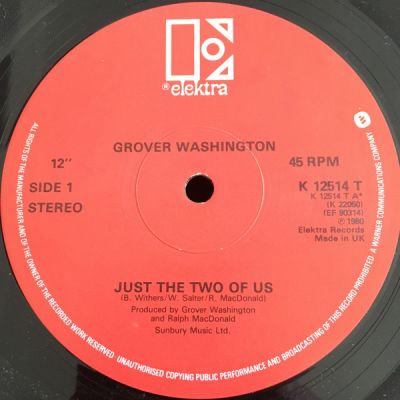 ® elektra
GROVER WASHINGTON
12"
45 RPM
SIDE 1
STEREO
K 12514 T
K 12514 T A*
(K 22050)
(EF 90314)
℗ 1980
Elektra Records
Made in UK
JUST THE TWO OF US
(B. Withers/W. Salter/R. MacDonald)
Produced by Grover Washington
and Ralph MacDonald
Sunbury Music Ltd.
ALL RIGHTS OF THE MANUFACTURER AND OF THE OWNER OF THE RECORDED WORK RESERVED UNAUTHORISED COPYING PUBLIC PERFORMANCE AND BROADCASTING OF THIS RECORD PROHIBITED A WARNER COMMUNICATIONS COMPANY.